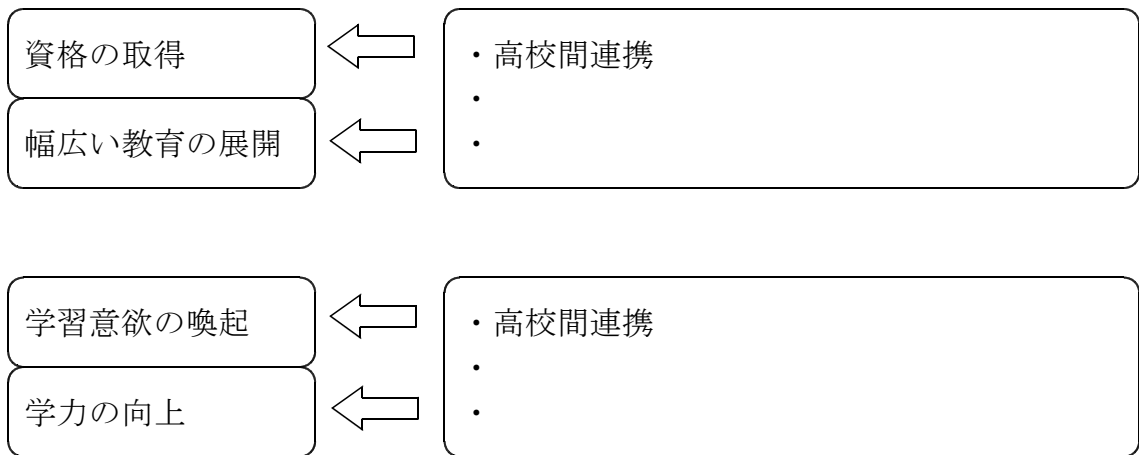 資格の取得
・高校間連携
・
幅広い教育の展開
・
学習意欲の喚起
・高校間連携
・
学力の向上
・